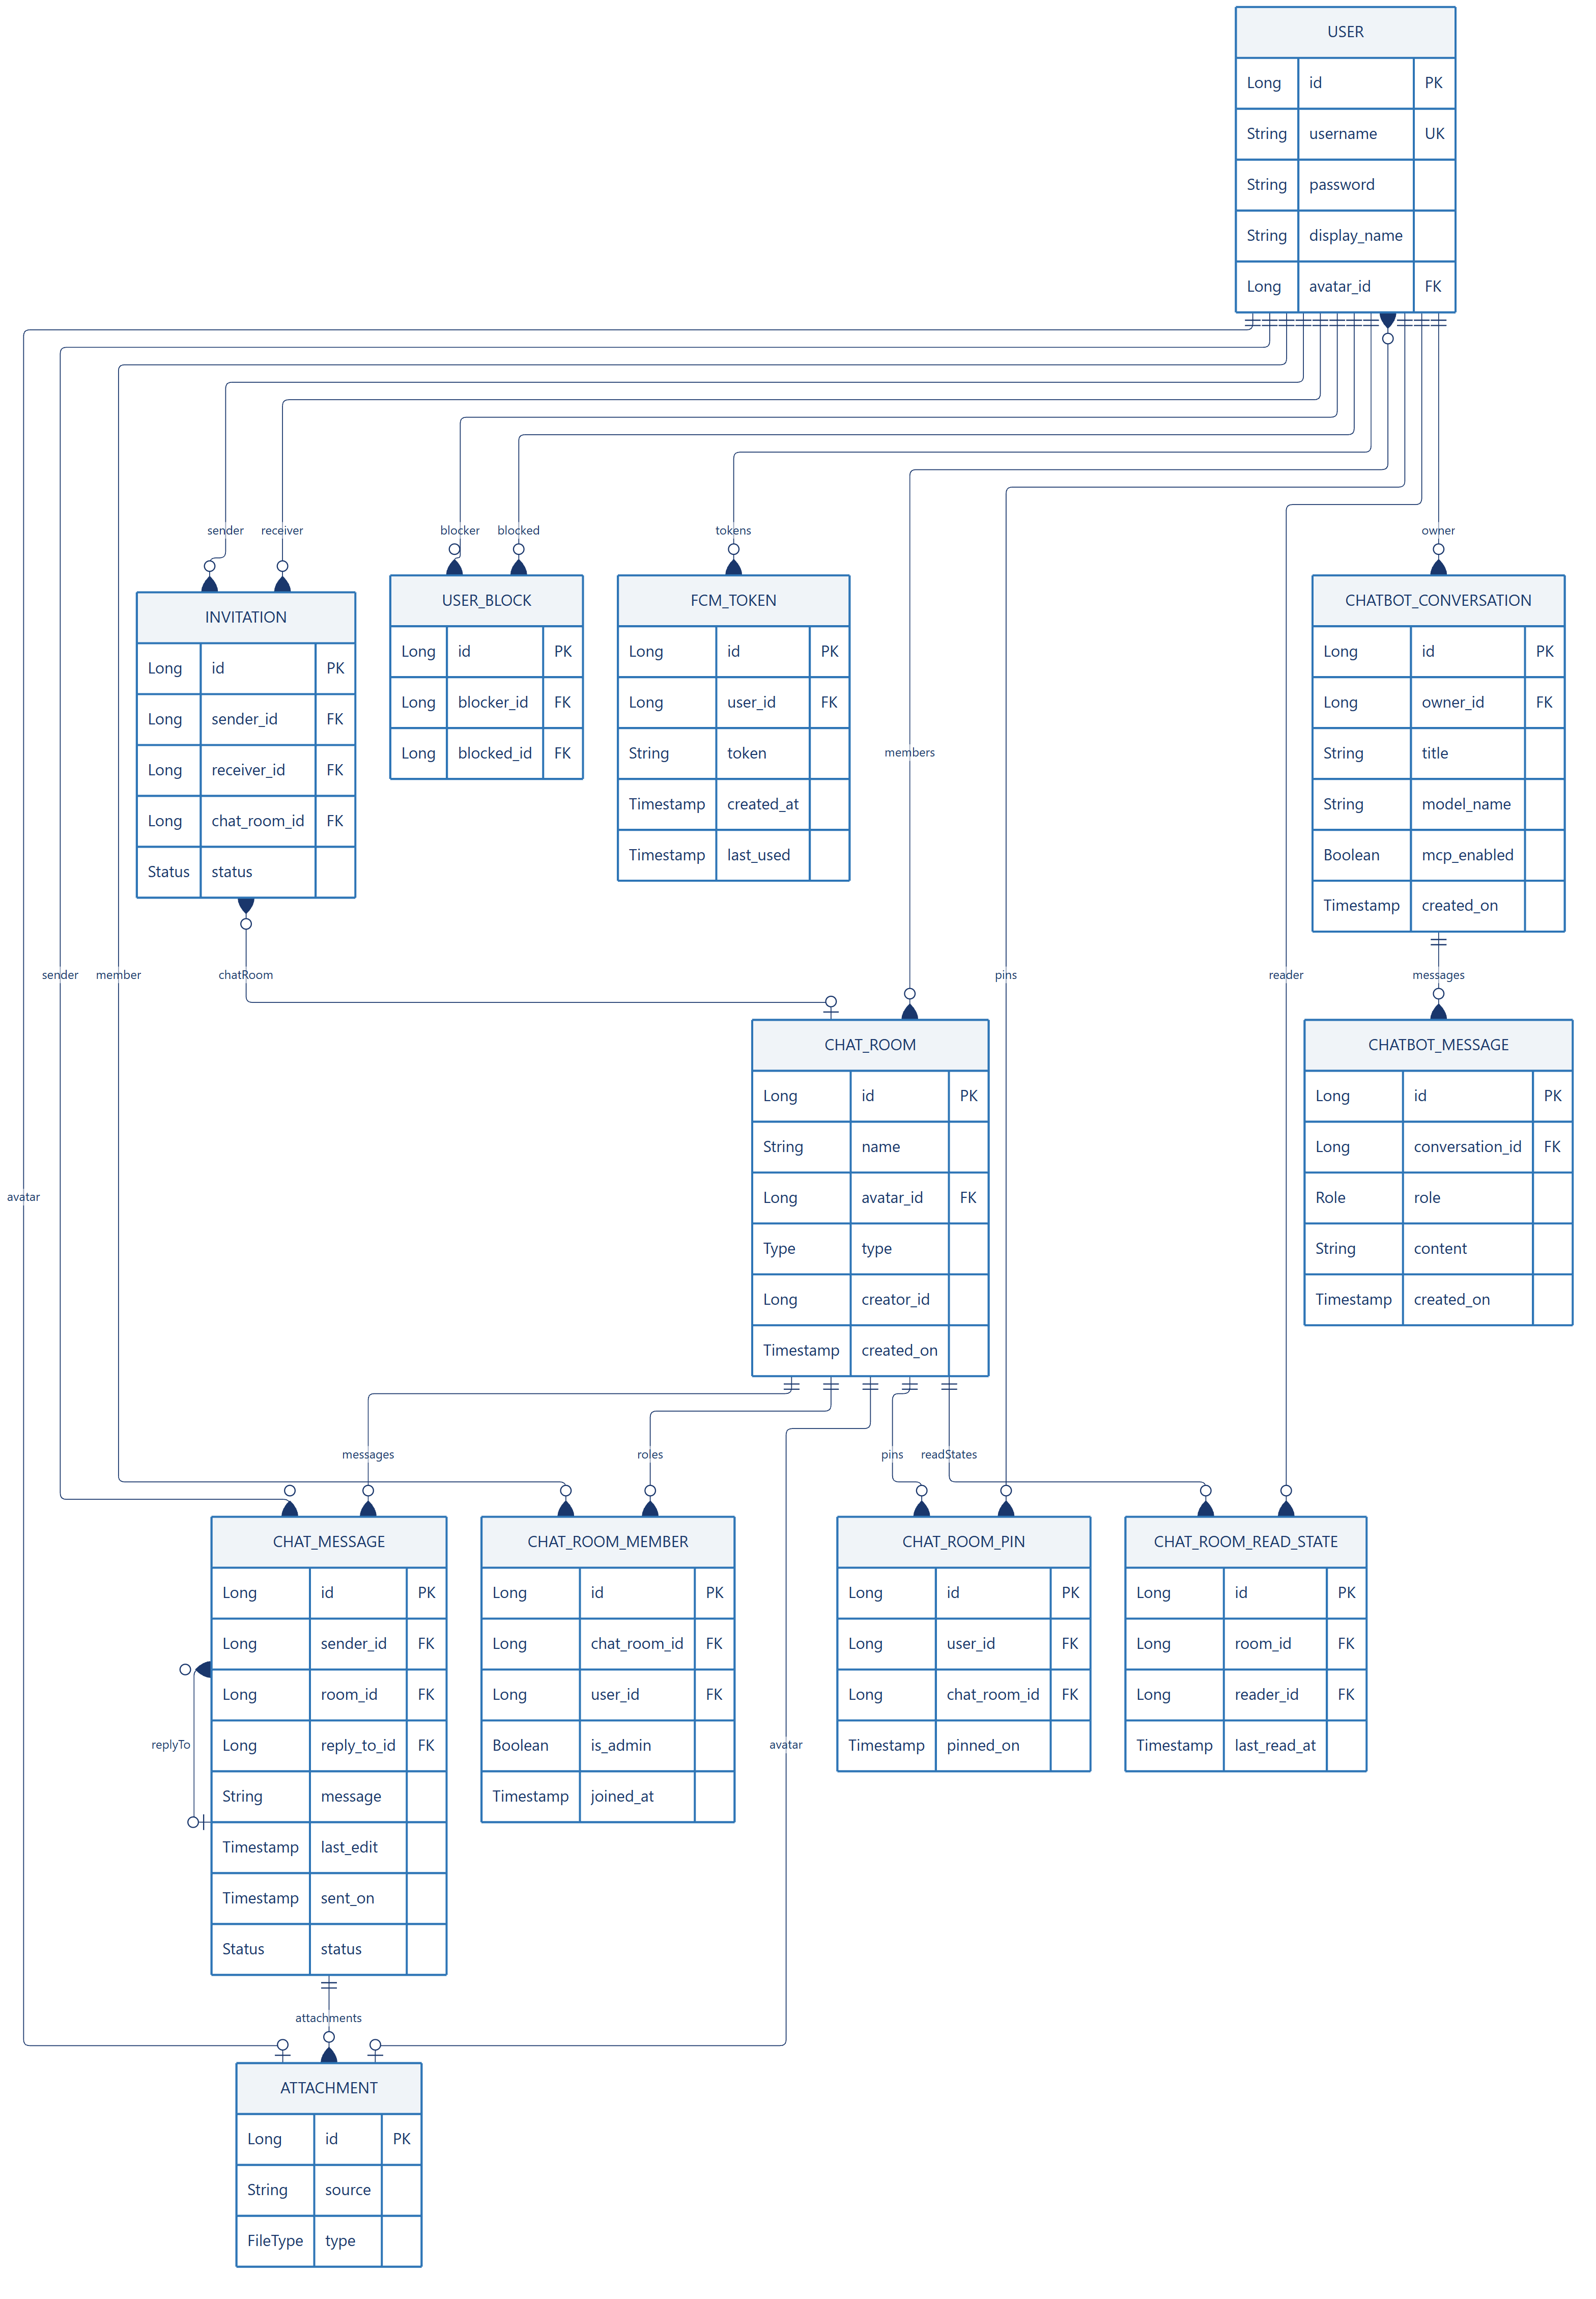 USER
Long id PK
String username UK
String password
String display_name
Long avatar_id FK
sender receiver blocker blocked tokens owner
INVITATION
Long id PK
Long sender_id FK
Long receiver_id FK
Long chat_room_id FK
Status status
USER_BLOCK
Long id PK
Long blocker_id FK
Long blocked_id FK
FCM_TOKEN
Long id PK
Long user_id FK
String token
Timestamp created_at
Timestamp last_used
members
CHATBOT_CONVERSATION
Long id PK
Long owner_id FK
String title
String model_name
Boolean mcp_enabled
Timestamp created_on
sender member chatRoom pins reader messages
CHAT_ROOM
Long id PK
String name
Long avatar_id FK
Type type
Long creator_id
Timestamp created_on
CHATBOT_MESSAGE
Long id PK
Long conversation_id FK
Role role
String content
Timestamp created_on
avatar
messages roles pins readStates
CHAT_MESSAGE
Long id PK
Long sender_id FK
Long room_id FK
Long reply_to_id FK
String message
Timestamp last_edit
Timestamp sent_on
Status status
replyTo
CHAT_ROOM_MEMBER
Long id PK
Long chat_room_id FK
Long user_id FK
Boolean is_admin
Timestamp joined_at
avatar
CHAT_ROOM_PIN
Long id PK
Long user_id FK
Long chat_room_id FK
Timestamp pinned_on
CHAT_ROOM_READ_STATE
Long id PK
Long room_id FK
Long reader_id FK
Timestamp last_read_at
attachments
ATTACHMENT
Long id PK
String source
FileType type